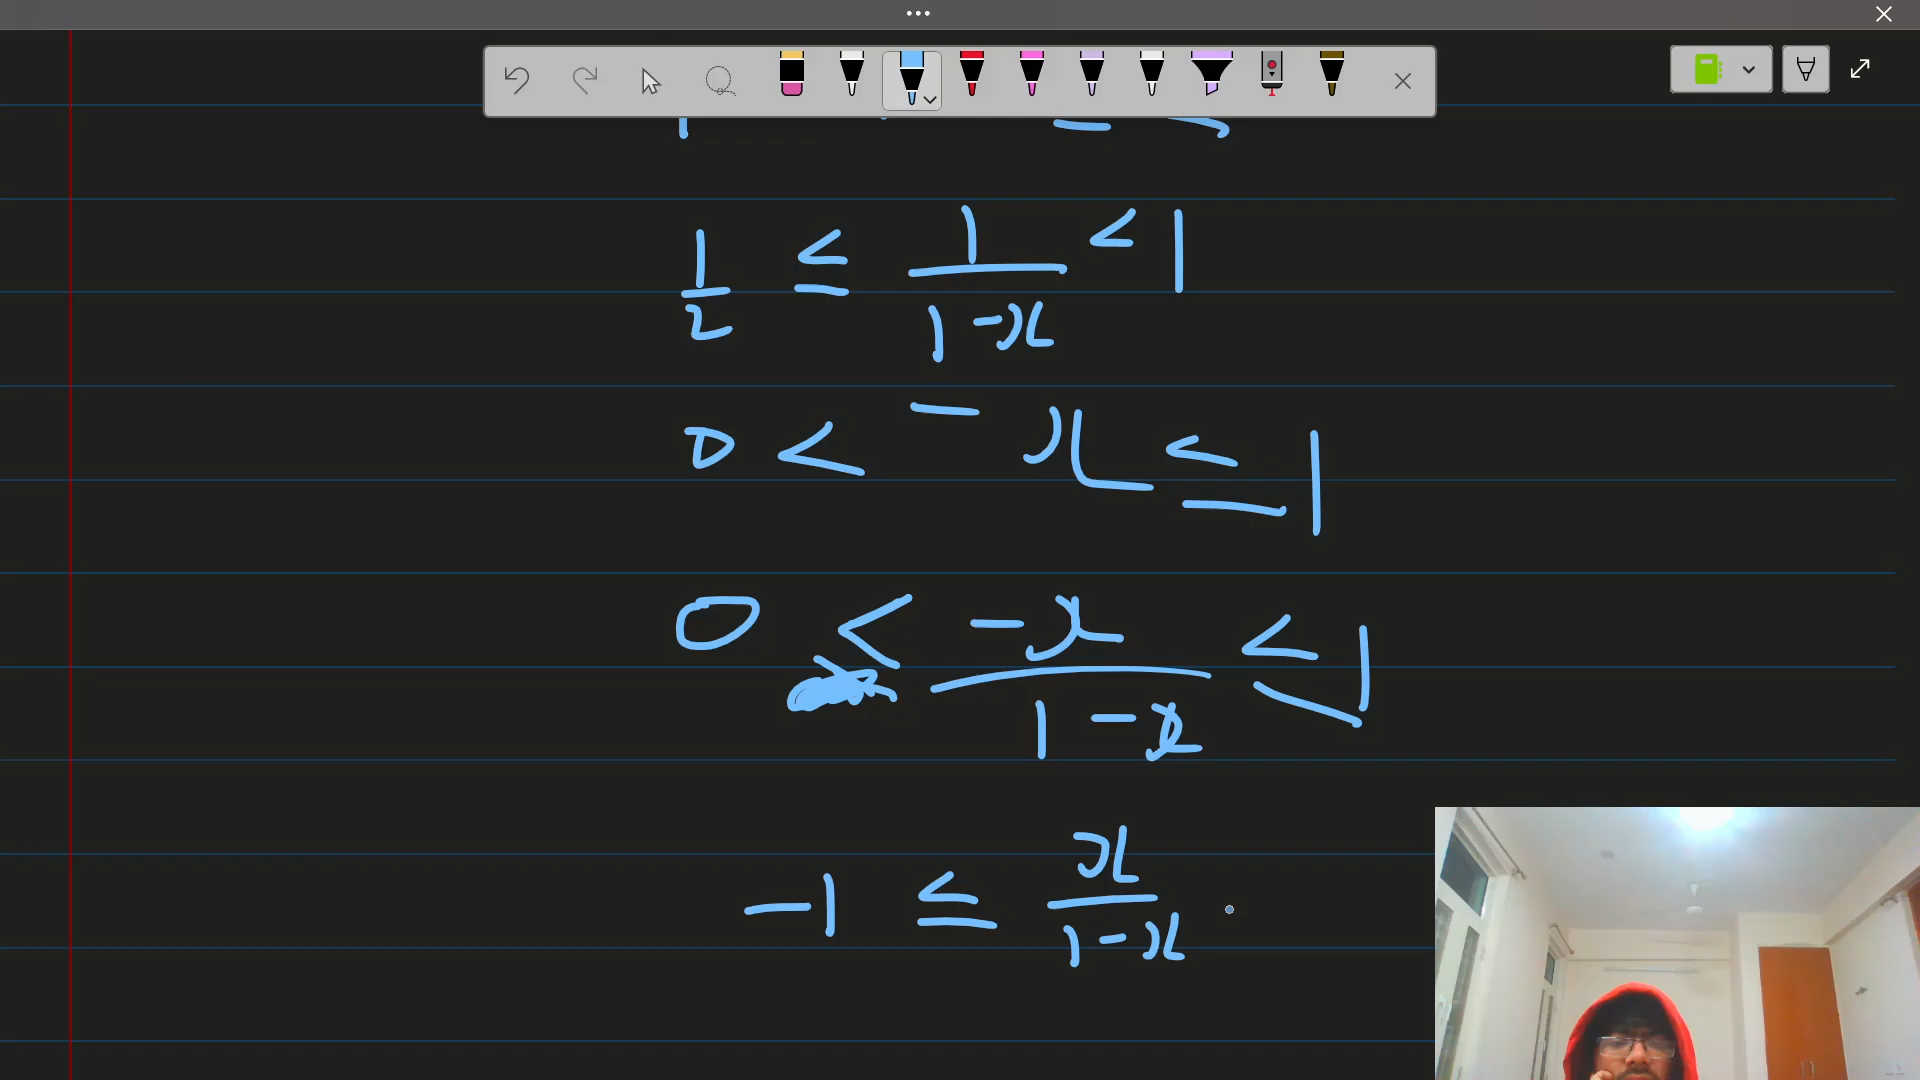 1/2 ≤ 1/(1-x) < 1
0 < -x ≤ 1
0 < -x/(1-x) ≤ 1
-1 ≤ x/(1-x)